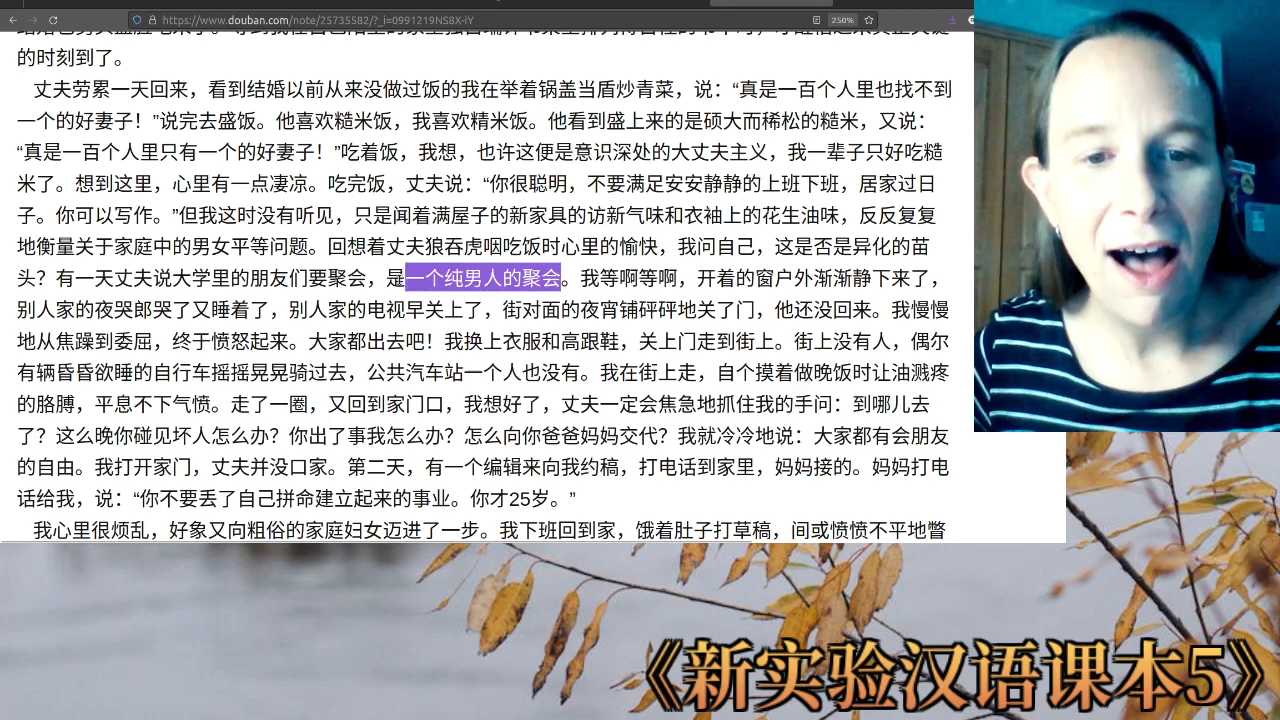 https://www.douban.com/note/25735582/?_i=0991219NS8X-iY
250%
的时刻到了。
丈夫劳累一天回来，看到结婚以前从来没做过饭的我在举着锅盖当盾炒青菜，说：“真是一百个人里也找不到
一个的好妻子！”说完去盛饭。他喜欢糙米饭，我喜欢精米饭。他看到盛上来的是硕大而稀松的糙米，又说：
“真是一百个人里只有一个的好妻子！”吃着饭，我想，也许这便是意识深处的大丈夫主义，我一辈子只好吃糙
米了。想到这里，心里有一点凄凉。吃完饭，丈夫说：“你很聪明，不要满足安安静静的上班下班，居家过日
子。你可以写作。”但我这时没有听见，只是闻着满屋子的新家具的访新气味和衣袖上的花生油味，反反复复
地衡量关于家庭中的男女平等问题。回想着丈夫狼吞虎咽吃饭时心里的愉快，我问自己，这是否是异化的苗
头？有一天丈夫说大学里的朋友们要聚会，是一个纯男人的聚会。我等啊等啊，开着的窗户外渐渐静下来了，
别人家的夜哭郎哭了又睡着了，别人家的电视早关上了，街对面的夜宵铺砰砰地关了门，他还没回来。我慢慢
地从焦躁到委屈，终于愤怒起来。大家都出去吧！我换上衣服和高跟鞋，关上门走到街上。街上没有人，偶尔
有辆昏昏欲睡的自行车摇摇晃晃骑过去，公共汽车站一个人也没有。我在街上走，自个摸着做晚饭时让油溅疼
的胳膊，平息不下气愤。走了一圈，又回到家门口，我想好了，丈夫一定会焦急地抓住我的手问：到哪儿去
了？这么晚你碰见坏人怎么办？你出了事我怎么办？怎么向你爸爸妈妈交代？我就冷冷地说：大家都有会朋友
的自由。我打开家门，丈夫并没口家。第二天，有一个编辑来向我约稿，打电话到家里，妈妈接的。妈妈打电
话给我，说：“你不要丢了自己拼命建立起来的事业。你才25岁。”
我心里很烦乱，好象又向粗俗的家庭妇女迈进了一步。我下班回到家，饿着肚子打草稿，间或愤愤不平地瞥
《新实验汉语课本5》